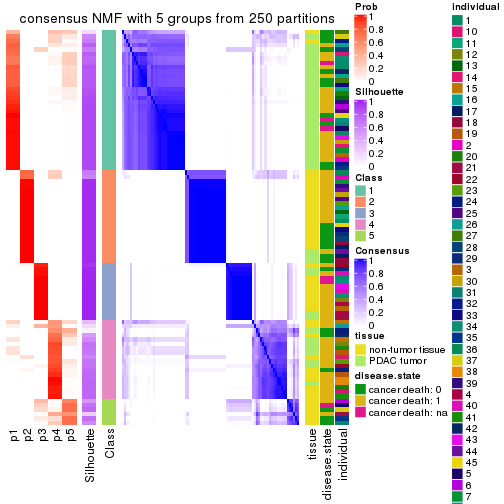 consensus NMF with 5 groups from 250 partitions
p1
p2
p3
p4
p5
Silhouette
Class
tissue
disease.state
individual
Prob
1
0.8
0.6
0.4
0.2
0
Silhouette
1
0.8
0.6
0.4
0.2
0
Class
1
2
3
4
5
Consensus
1
0.8
0.6
0.4
0.2
0
tissue
non-tumor tissue
PDAC tumor
disease.state
cancer death: 0
cancer death: 1
cancer death: na
individual
1
10
11
12
13
14
15
16
17
18
19
2
20
21
22
23
24
25
26
27
28
29
3
30
31
32
33
34
35
36
37
38
39
4
40
41
42
43
44
45
5
6
7